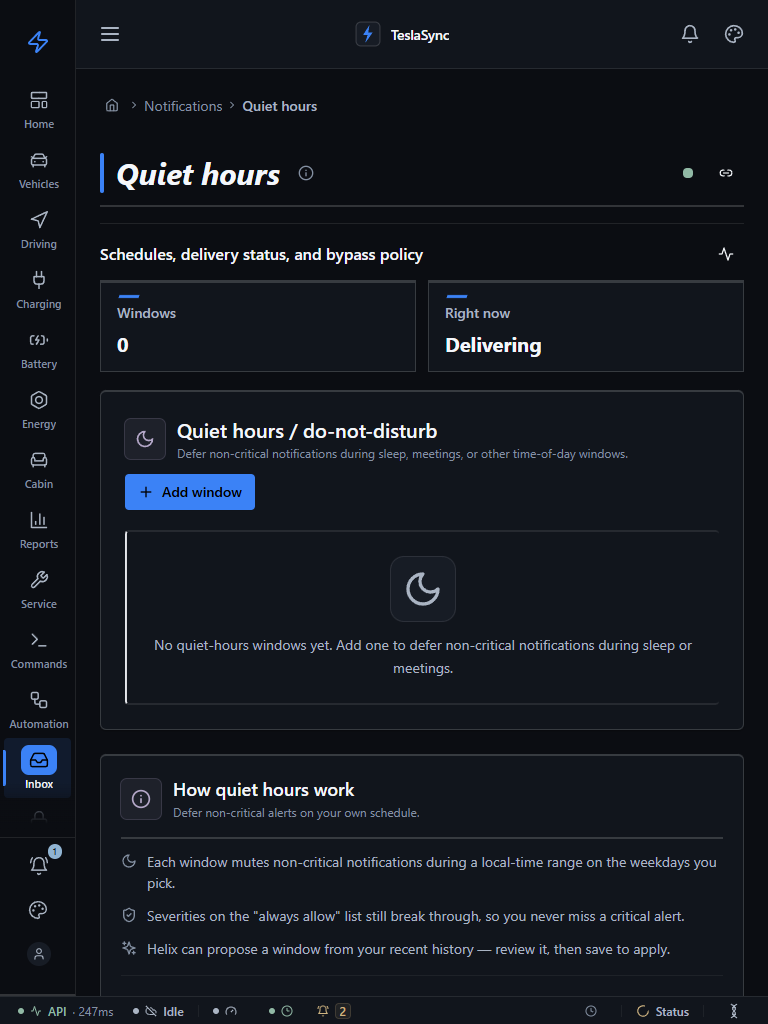 TeslaSync
Home
Vehicles
Driving
Charging
Battery
Energy
Cabin
Reports
Service
Commands
Automation
Inbox
1
Notifications
Quiet hours
Quiet hours
Schedules, delivery status, and bypass policy
Windows
0
Right now
Delivering
Quiet hours / do-not-disturb
Defer non-critical notifications during sleep, meetings, or other time-of-day windows.
Add window
No quiet-hours windows yet. Add one to defer non-critical notifications during sleep or
meetings.
How quiet hours work
Defer non-critical alerts on your own schedule.
Each window mutes non-critical notifications during a local-time range on the weekdays you
pick.
Severities on the "always allow" list still break through, so you never miss a critical alert.
Helix can propose a window from your recent history — review it, then save to apply.
API · 247ms
Idle
2
Status